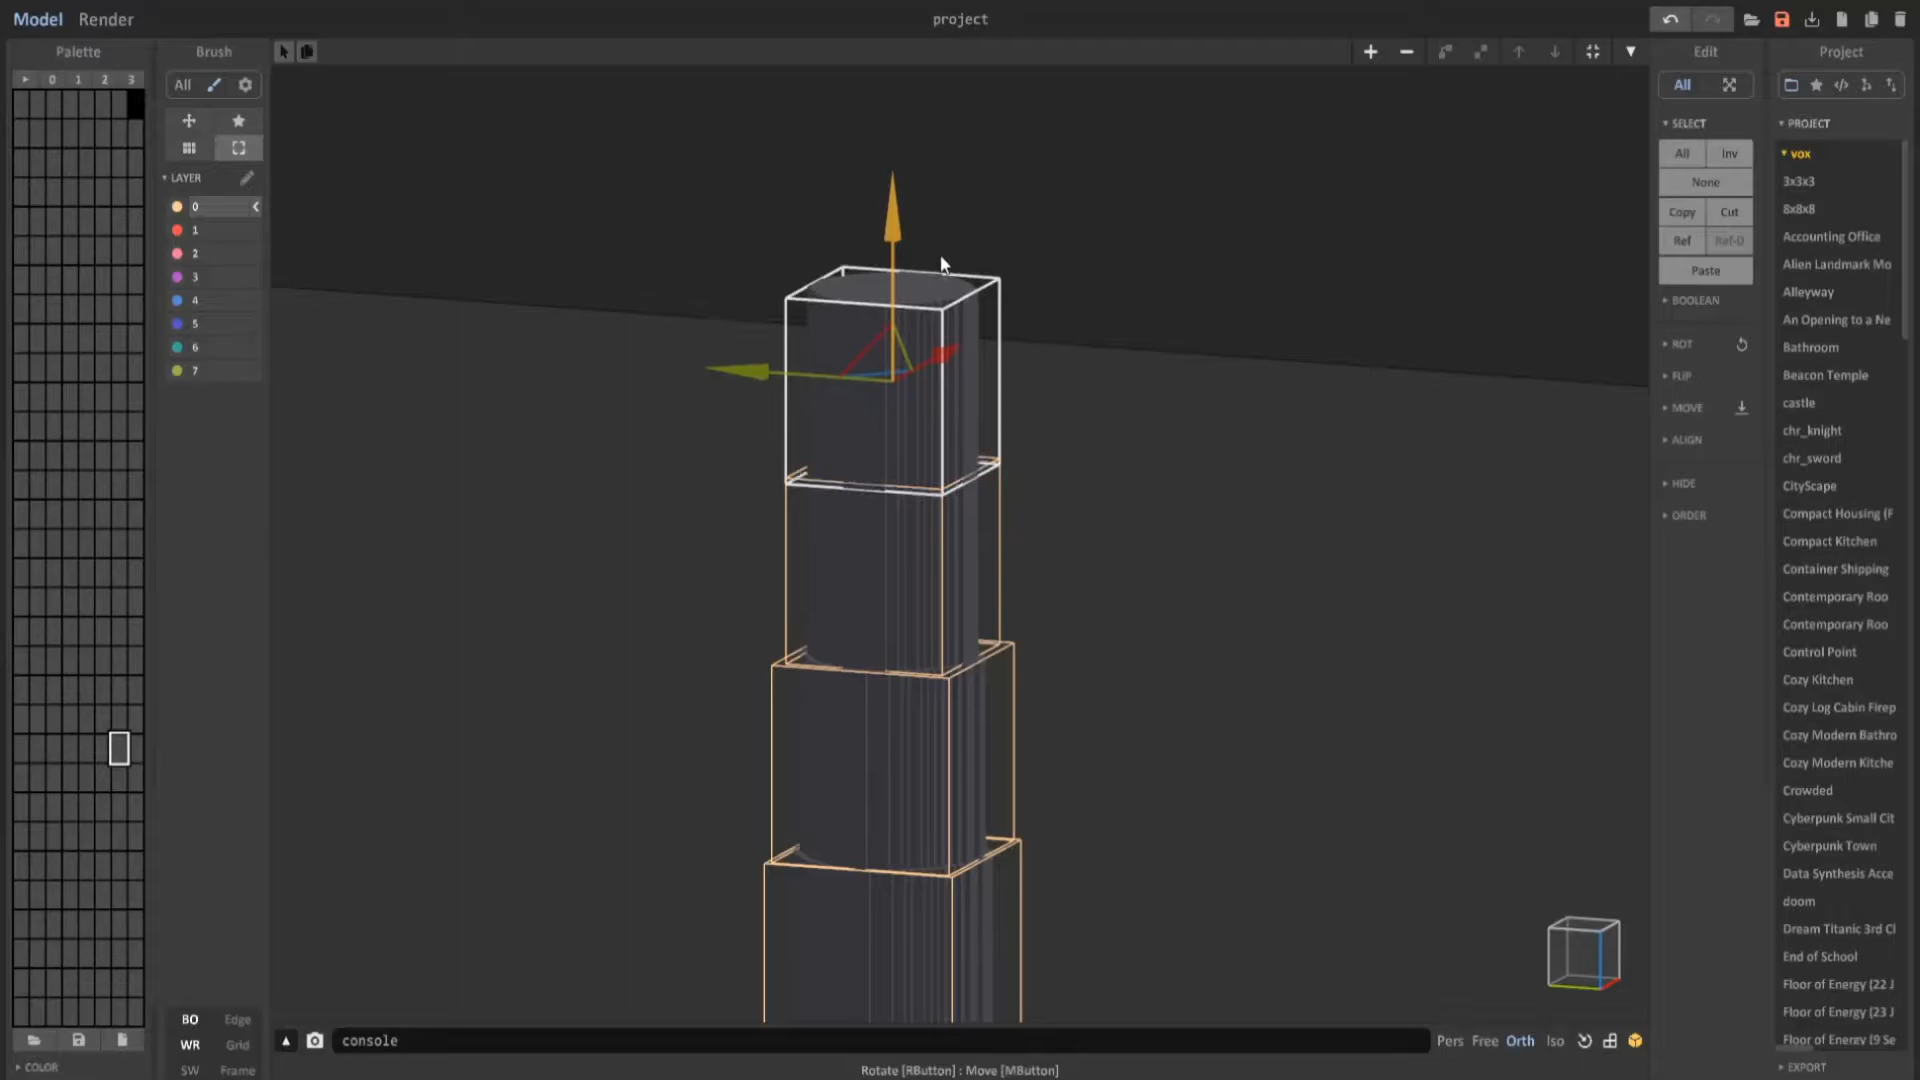 Model Render
project
Palette
Brush
Edit
Project
0 1 2 3
All
All
LAYER
0
1
2
3
4
5
6
7
SELECT
All Inv
None
Copy Cut
Ref Ref-D
Paste
BOOLEAN
ROT
FLIP
MOVE
ALIGN
HIDE
ORDER
PROJECT
vox
3x3x3
8x8x8
Accounting Office
Alien Landmark Mo
Alleyway
An Opening to a Ne
Bathroom
Beacon Temple
castle
chr_knight
chr_sword
CityScape
Compact Housing (F
Compact Kitchen
Container Shipping
Contemporary Roo
Contemporary Roo
Control Point
Cozy Kitchen
Cozy Log Cabin Firep
Cozy Modern Bathro
Cozy Modern Kitche
Crowded
Cyberpunk Small Cit
Cyberpunk Town
Data Synthesis Acce
doom
Dream Titanic 3rd Cl
End of School
Floor of Energy (22 J
Floor of Energy (23 J
Floor of Energy (9 Se
EXPORT
BO Edge
WR Grid
SW Frame
COLOR
console
Pers Free Orth Iso
Rotate [RButton] : Move [MButton]